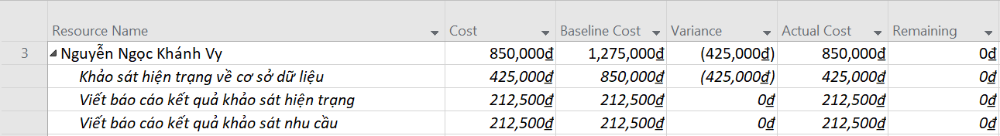 Resource Name Cost Baseline Cost Variance Actual Cost Remaining
3 Nguyễn Ngọc Khánh Vy 850,000₫ 1,275,000₫ (425,000₫) 850,000₫ 0₫
Khảo sát hiện trạng về cơ sở dữ liệu 425,000₫ 850,000₫ (425,000₫) 425,000₫ 0₫
Viết báo cáo kết quả khảo sát hiện trạng 212,500₫ 212,500₫ 0₫ 212,500₫ 0₫
Viết báo cáo kết quả khảo sát nhu cầu 212,500₫ 212,500₫ 0₫ 212,500₫ 0₫